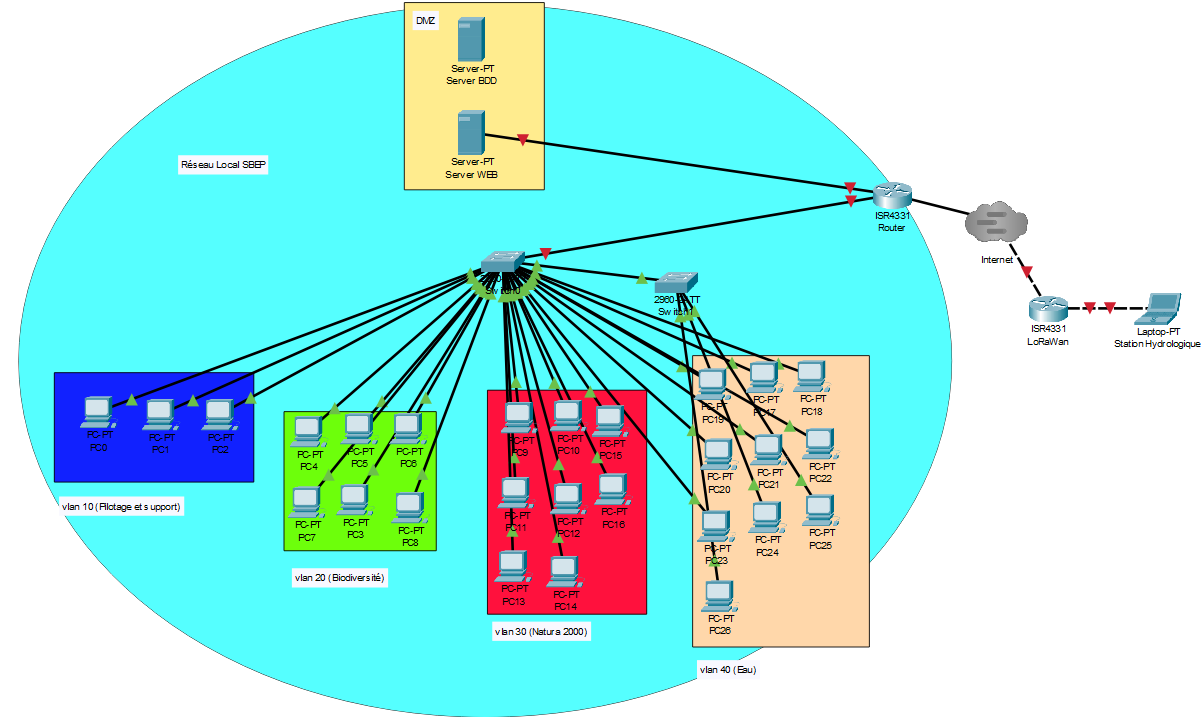 DMZ
Server-PT
Server BDD
Server-PT
Server WEB
Réseau Local SBEP
ISR4331
Router
Internet
ISR4331
LoRaWan
Laptop-PT
Station Hydrologique
Switch0
TT
Switch1
PC-PT
PC0
PC-PT
PC1
PC-PT
PC2
vlan 10 (Pilotage et support)
PC-PT
PC4
PC-PT
PC5
PC-PT
PC6
PC-PT
PC7
PC-PT
PC3
PC-PT
PC8
vlan 20 (Biodiversité)
PC-PT
PC9
PC-PT
PC10
PC-PT
PC15
PC-PT
PC11
PC-PT
PC12
PC-PT
PC16
PC-PT
PC13
PC-PT
PC14
vlan 30 (Natura 2000)
PC-PT
PC19
PC-PT
PC17
PC-PT
PC18
PC-PT
PC20
PC-PT
PC21
PC-PT
PC22
PC-PT
PC23
PC-PT
PC24
PC-PT
PC25
PC-PT
PC26
vlan 40 (Eau)